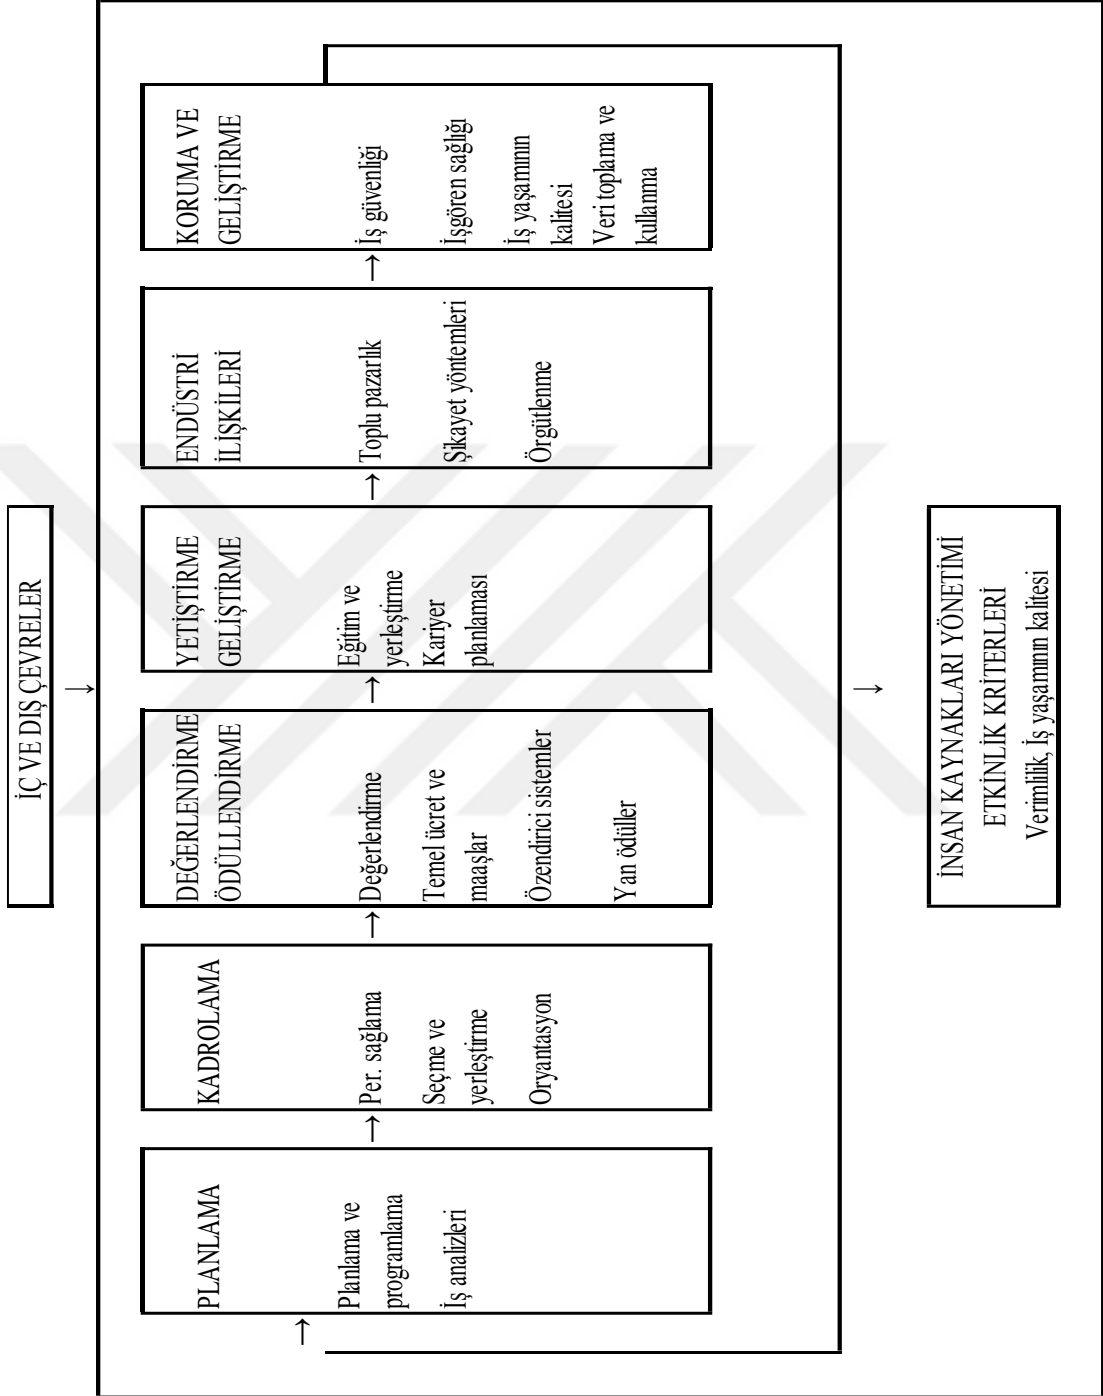 İÇ VE DIŞ ÇEVRELER
↓
→
PLANLAMA
Planlama ve
programlama
İş analizleri
→
KADROLAMA
Per. sağlama
Seçme ve
yerleştirme
Oryantasyon
→
DEĞERLENDİRME
ÖDÜLLENDİRME
Değerlendirme
Temel ücret ve
maaşlar
Özendirici sistemler
Yan ödüller
→
YETİŞTİRME
GELİŞTİRME
Eğitim ve
yerleştirme
Kariyer
planlaması
→
ENDÜSTRİ
İLİŞKİLERİ
Toplu pazarlık
Şikayet yöntemleri
Örgütlenme
→
KORUMA VE
GELİŞTİRME
İş güvenliği
İşgören sağlığı
İş yaşamının
kalitesi
Veri toplama ve
kullanma
↓
İNSAN KAYNAKLARI YÖNETİMİ
ETKİNLİK KRİTERLERİ
Verimlilik, İş yaşamının kalitesi